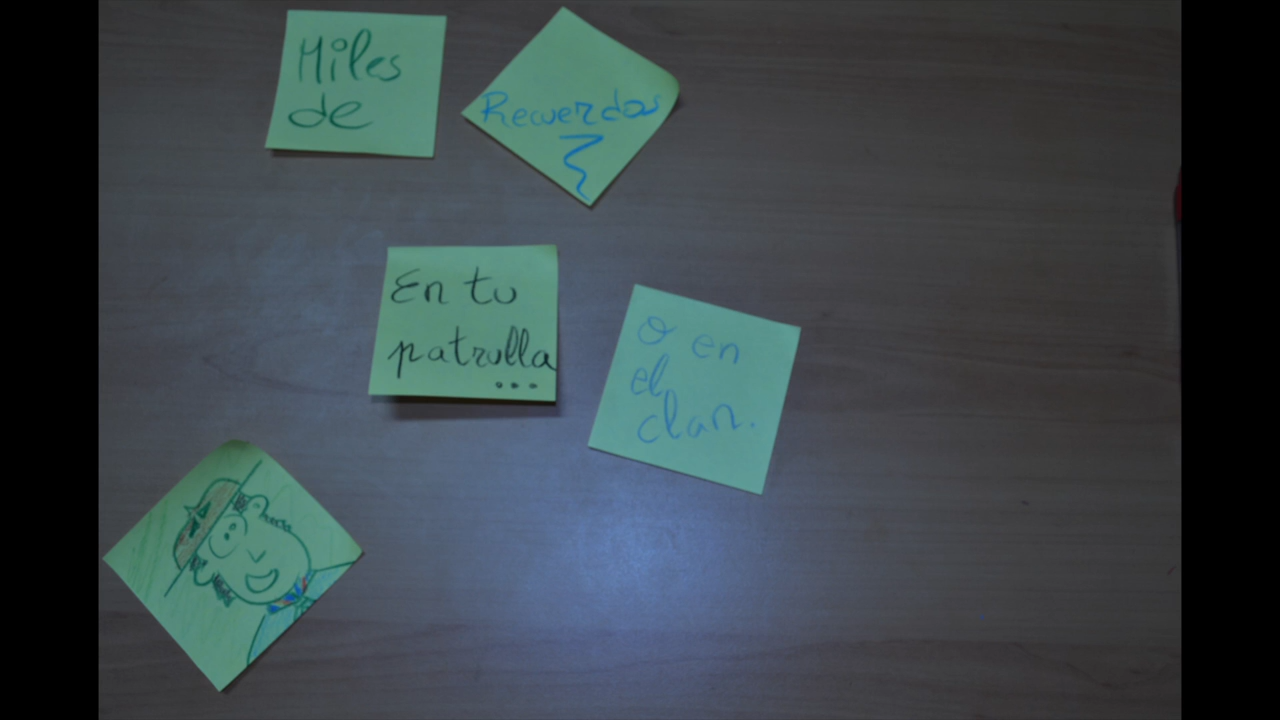 Miles
de
Recuerdos
En tu
patrulla
...
o en
el
clan.